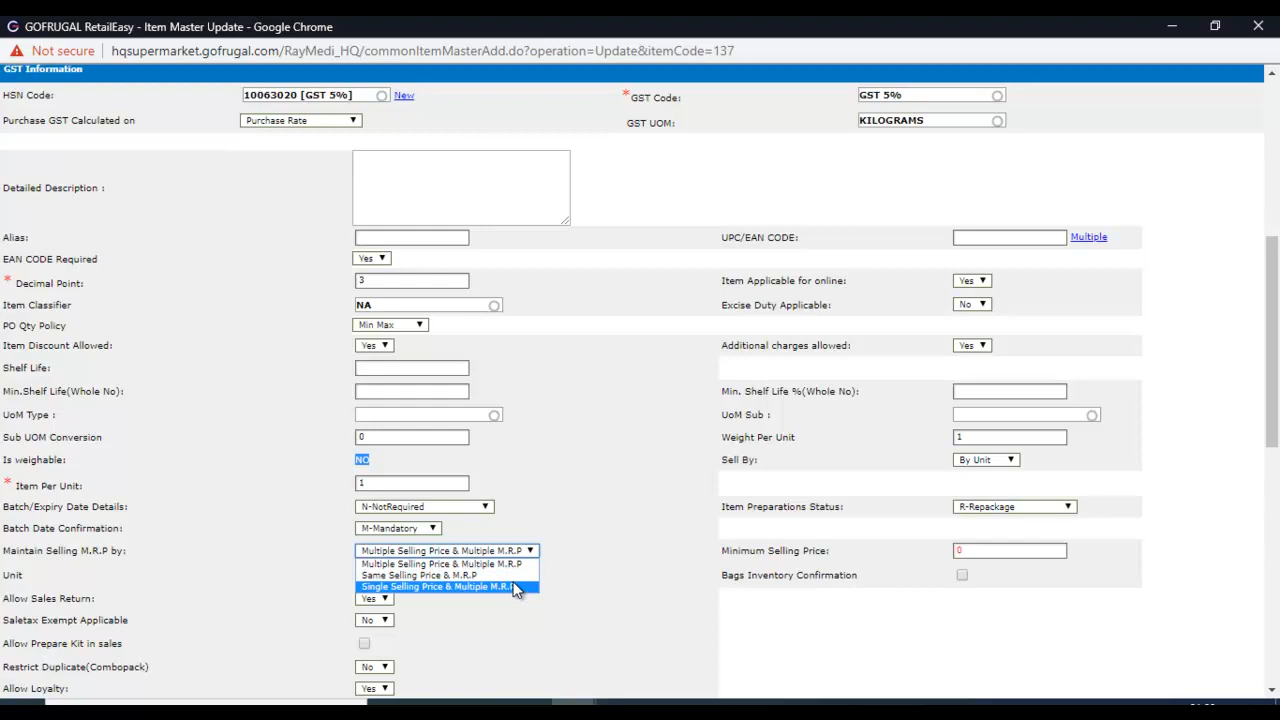 GOFRUGAL RetailEasy - Item Master Update - Google Chrome
Not secure hqsupermarket.gofrugal.com/RayMedi_HQ/commonItemMasterAdd.do?operation=Update&itemCode=137
GST Information
HSN Code: 10063020 [GST 5%] New * GST Code: GST 5%
Purchase GST Calculated on Purchase Rate GST UOM: KILOGRAMS
Detailed Description :
Alias: UPC/EAN CODE: Multiple
EAN CODE Required Yes
* Decimal Point: 3 Item Applicable for online: Yes
Item Classifier NA Excise Duty Applicable: No
PO Qty Policy Min Max
Item Discount Allowed: Yes Additional charges allowed: Yes
Shelf Life:
Min.Shelf Life(Whole No): Min. Shelf Life %(Whole No):
UoM Type : UoM Sub :
Sub UOM Conversion 0 Weight Per Unit 1
Is weighable: NO Sell By: By Unit
* Item Per Unit: 1
Batch/Expiry Date Details: N-NotRequired Item Preparations Status: R-Repackage
Batch Date Confirmation: M-Mandatory
Maintain Selling M.R.P by: Multiple Selling Price & Multiple M.R.P Minimum Selling Price: 0
Multiple Selling Price & Multiple M.R.P
Unit Same Selling Price & M.R.P Bags Inventory Confirmation
Single Selling Price & Multiple M.R.P
Allow Sales Return: Yes
Saletax Exempt Applicable No
Allow Prepare Kit in sales
Restrict Duplicate(Combopack) No
Allow Loyalty: Yes